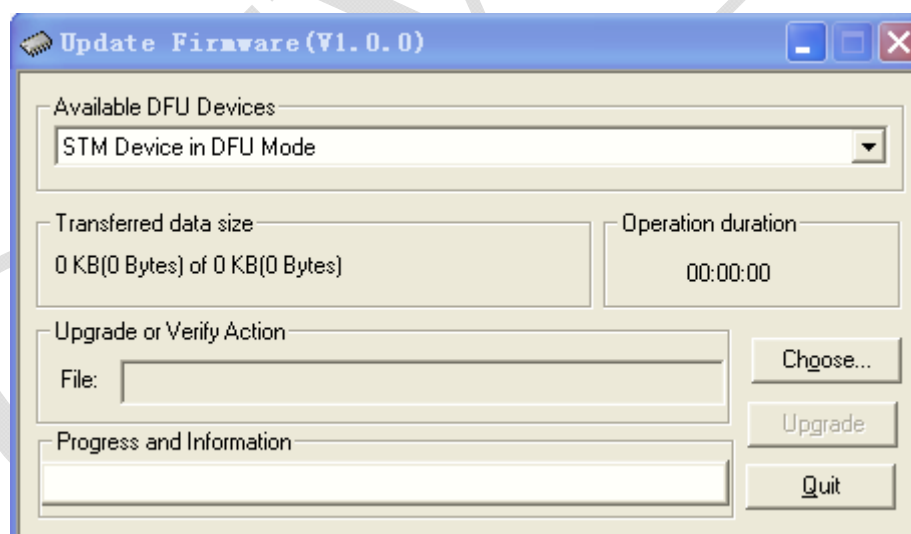 Update Firmware(V1.0.0)
Available DFU Devices
STM Device in DFU Mode
Transferred data size
Operation duration
0 KB(0 Bytes) of 0 KB(0 Bytes)
00:00:00
Upgrade or Verify Action
File:
Choose...
Upgrade
Progress and Information
Quit